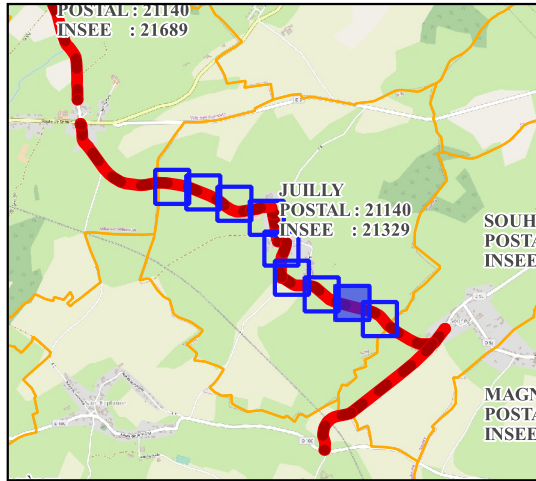 POSTAL : 21140
INSEE : 21689
JUILLY
POSTAL : 21140
INSEE : 21329
SOUH
POSTA
INSEE
MAGN
POSTA
INSEE